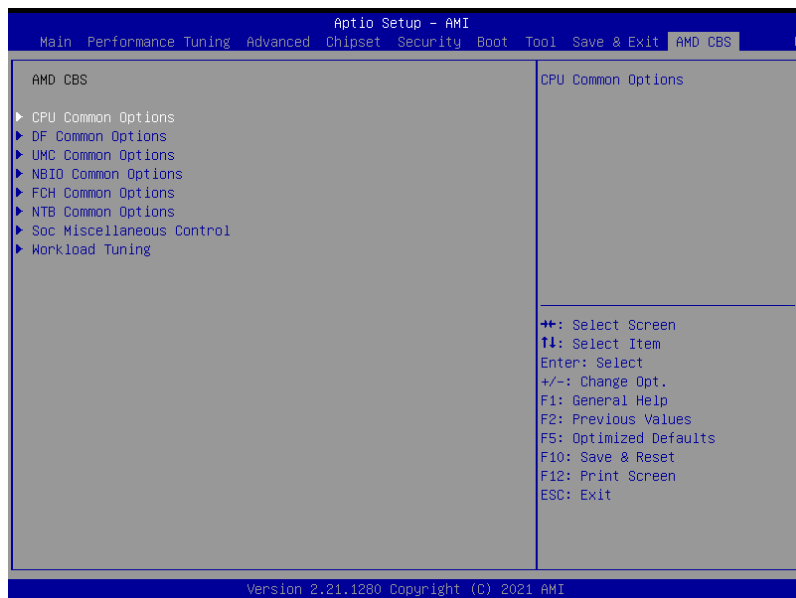 Aptio Setup – AMI
Main Performance Tuning Advanced Chipset Security Boot Tool Save & Exit AMD CBS
AMD CBS
CPU Common Options
DF Common Options
UMC Common Options
NBIO Common Options
FCH Common Options
NTB Common Options
Soc Miscellaneous Control
Workload Tuning
CPU Common Options
→←: Select Screen
↑↓: Select Item
Enter: Select
+/-: Change Opt.
F1: General Help
F2: Previous Values
F5: Optimized Defaults
F10: Save & Reset
F12: Print Screen
ESC: Exit
Version 2.21.1280 Copyright (C) 2021 AMI